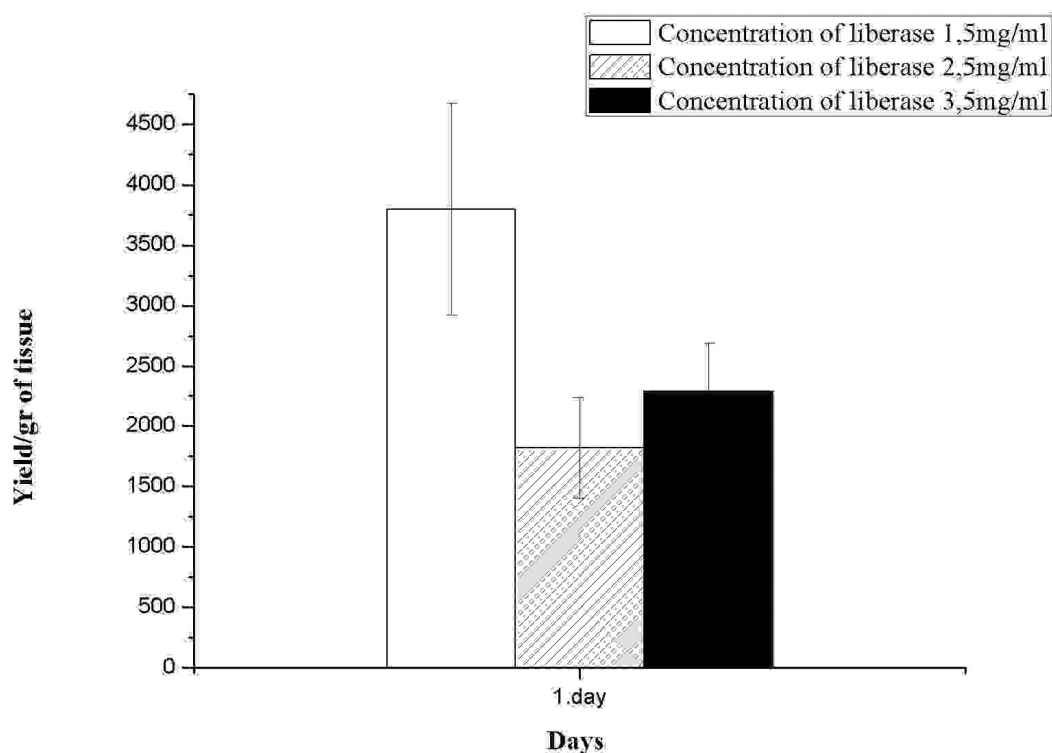 Concentration of liberase 1,5mg/ml
Concentration of liberase 2,5mg/ml
Concentration of liberase 3,5mg/ml
4500
4000
3500
3000
2500
2000
1500
1000
500
0
Yield/gr of tissue
1.day
Days